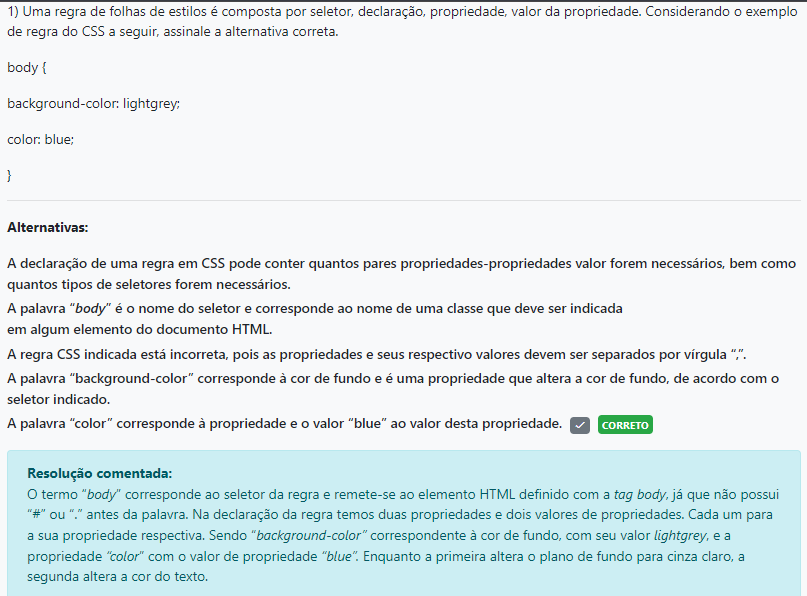 1) Uma regra de folhas de estilos é composta por seletor, declaração, propriedade, valor da propriedade. Considerando o exemplo
de regra do CSS a seguir, assinale a alternativa correta.
body {
background-color: lightgrey;
color: blue;
}
Alternativas:
A declaração de uma regra em CSS pode conter quantos pares propriedades-propriedades valor forem necessários, bem como
quantos tipos de seletores forem necessários.
A palavra “body” é o nome do seletor e corresponde ao nome de uma classe que deve ser indicada
em algum elemento do documento HTML.
A regra CSS indicada está incorreta, pois as propriedades e seus respectivo valores devem ser separados por vírgula “,”.
A palavra “background-color” corresponde à cor de fundo e é uma propriedade que altera a cor de fundo, de acordo com o
seletor indicado.
A palavra “color” corresponde à propriedade e o valor “blue” ao valor desta propriedade. CORRETO
Resolução comentada:
O termo “body” corresponde ao seletor da regra e remete-se ao elemento HTML definido com a tag body, já que não possui
“#” ou “.” antes da palavra. Na declaração da regra temos duas propriedades e dois valores de propriedades. Cada um para
a sua propriedade respectiva. Sendo “background-color” correspondente à cor de fundo, com seu valor lightgrey, e a
propriedade “color” com o valor de propriedade “blue”. Enquanto a primeira altera o plano de fundo para cinza claro, a
segunda altera a cor do texto.